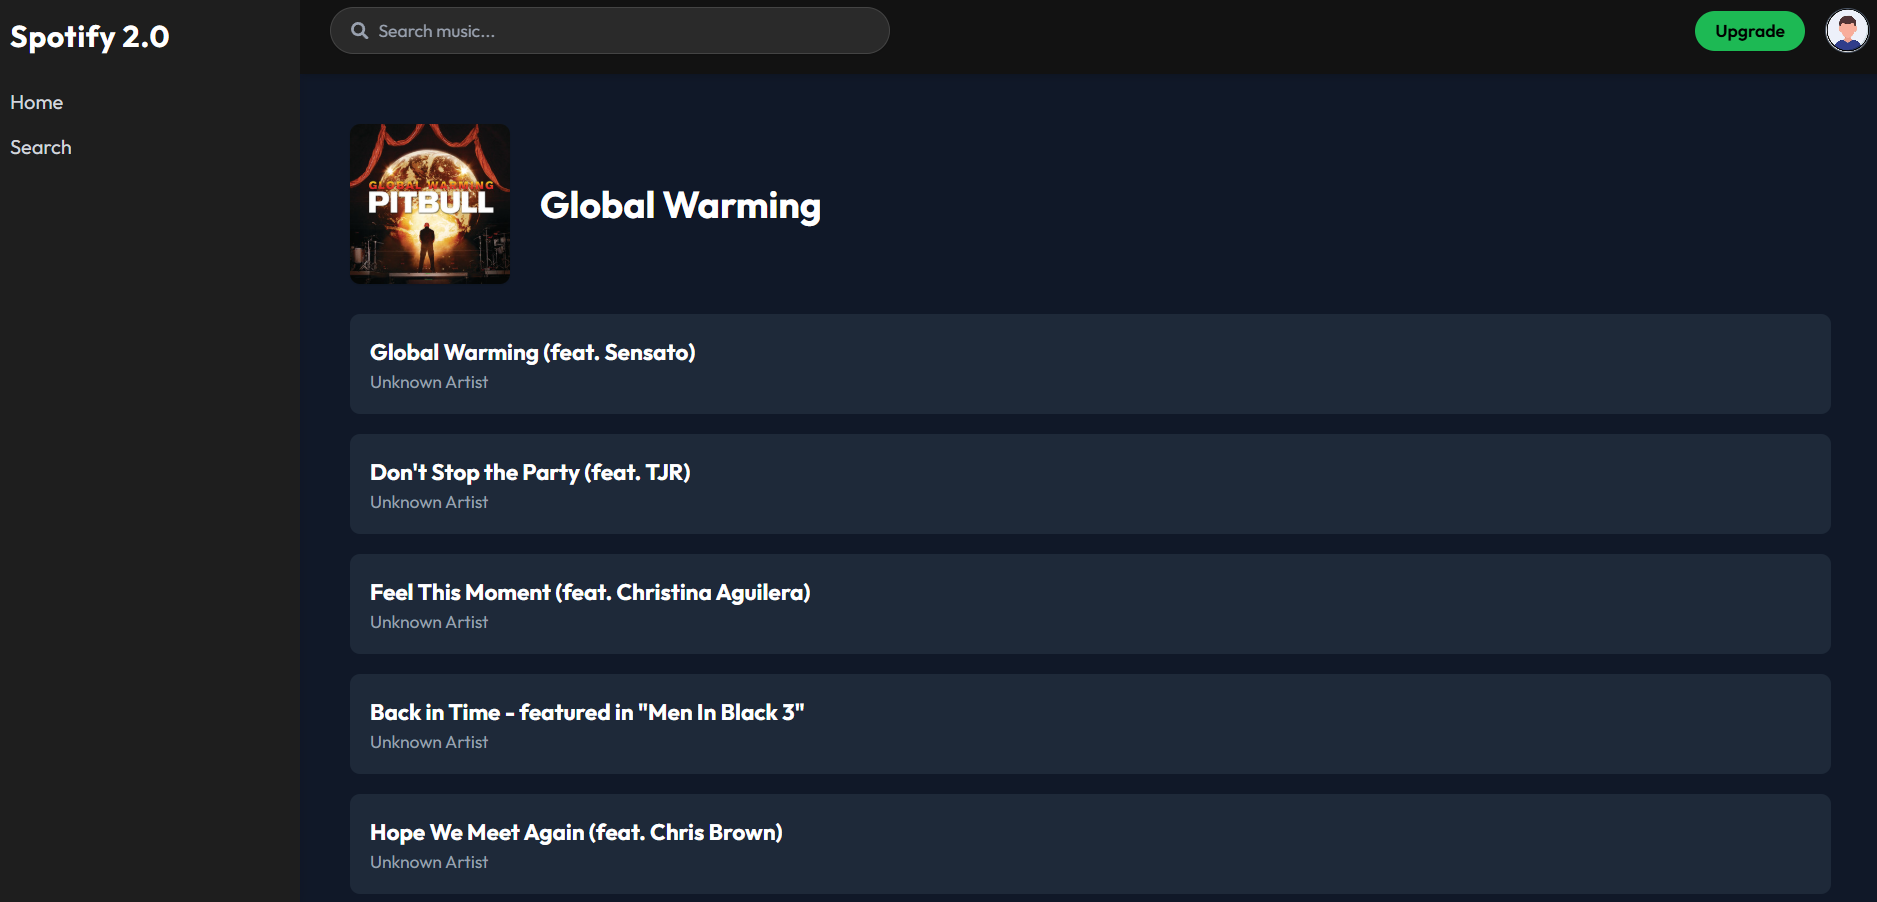 Spotify 2.0
Home
Search
Search music...
Upgrade
GLOBAL WARMING
PITBULL
Global Warming
Global Warming (feat. Sensato)
Unknown Artist
Don't Stop the Party (feat. TJR)
Unknown Artist
Feel This Moment (feat. Christina Aguilera)
Unknown Artist
Back in Time - featured in "Men In Black 3"
Unknown Artist
Hope We Meet Again (feat. Chris Brown)
Unknown Artist